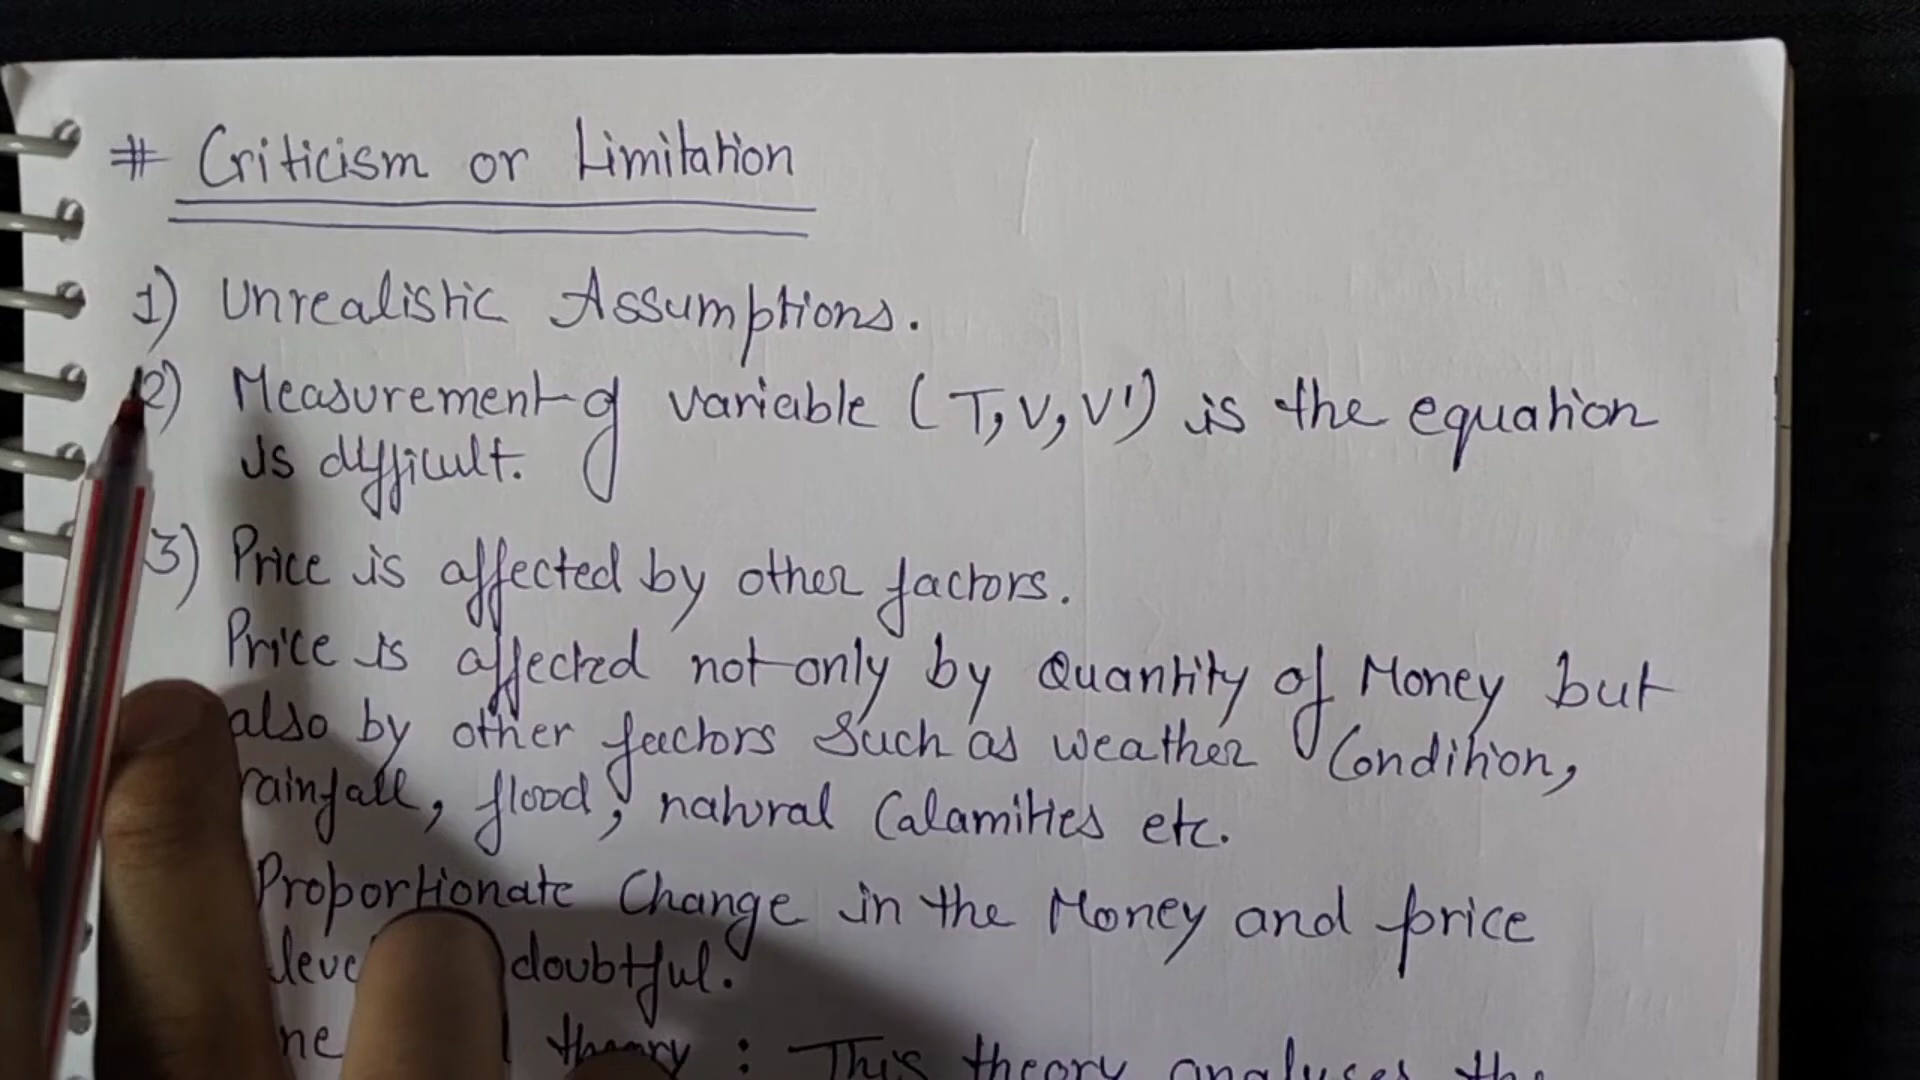 # Criticism or Limitation
1) Unrealistic Assumptions.
2) Measurement of variable (T, V, V') is the equation
is difficult.
3) Price is affected by other factors.
Price is affected not only by Quantity of Money but
also by other factors Such as weather Condition,
rainfall, flood, natural Calamities etc.
Proportionate Change in the Money and price
doubtful.
theory : This theory analyses the